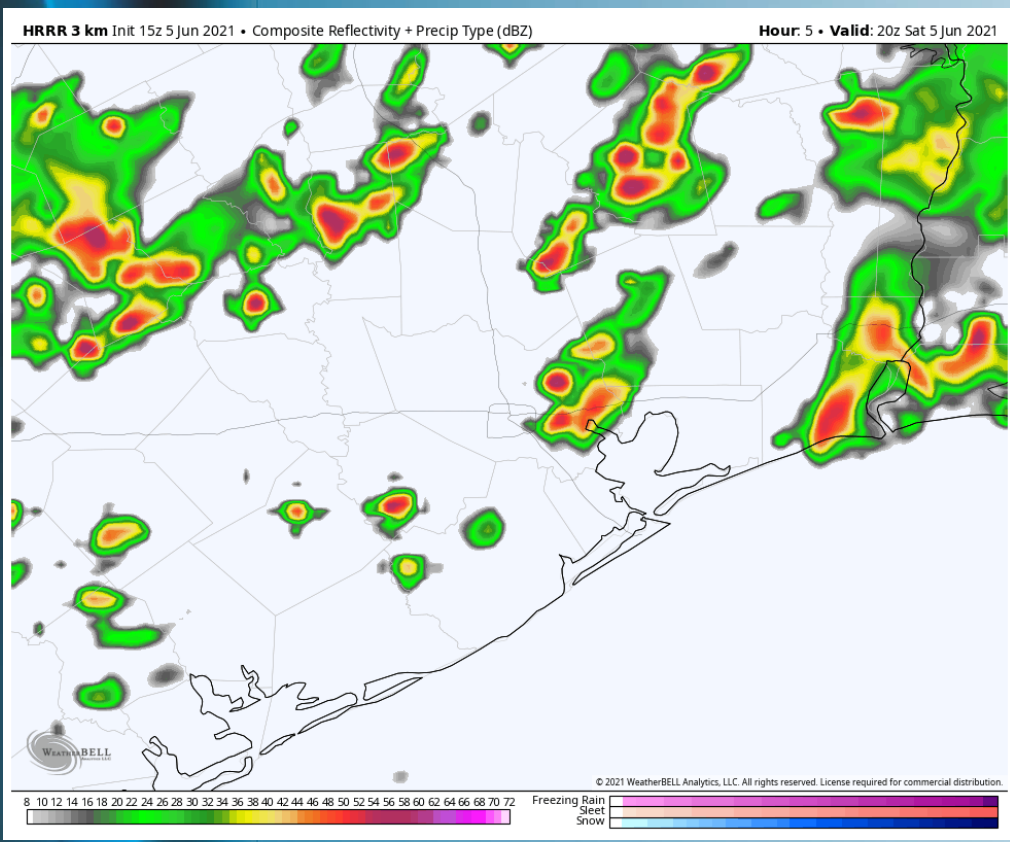 HRRR 3 km Init 15z 5 Jun 2021 • Composite Reflectivity + Precip Type (dBZ)
Hour: 5 • Valid: 20z Sat 5 Jun 2021
WEATHERBELL
© 2021 WeatherBELL Analytics, LLC. All rights reserved. License required for commercial distribution.
8 10 12 14 16 18 20 22 24 26 28 30 32 34 36 38 40 42 44 46 48 50 52 54 56 58 60 62 64 66 68 70 72
Freezing Rain
Sleet
Snow